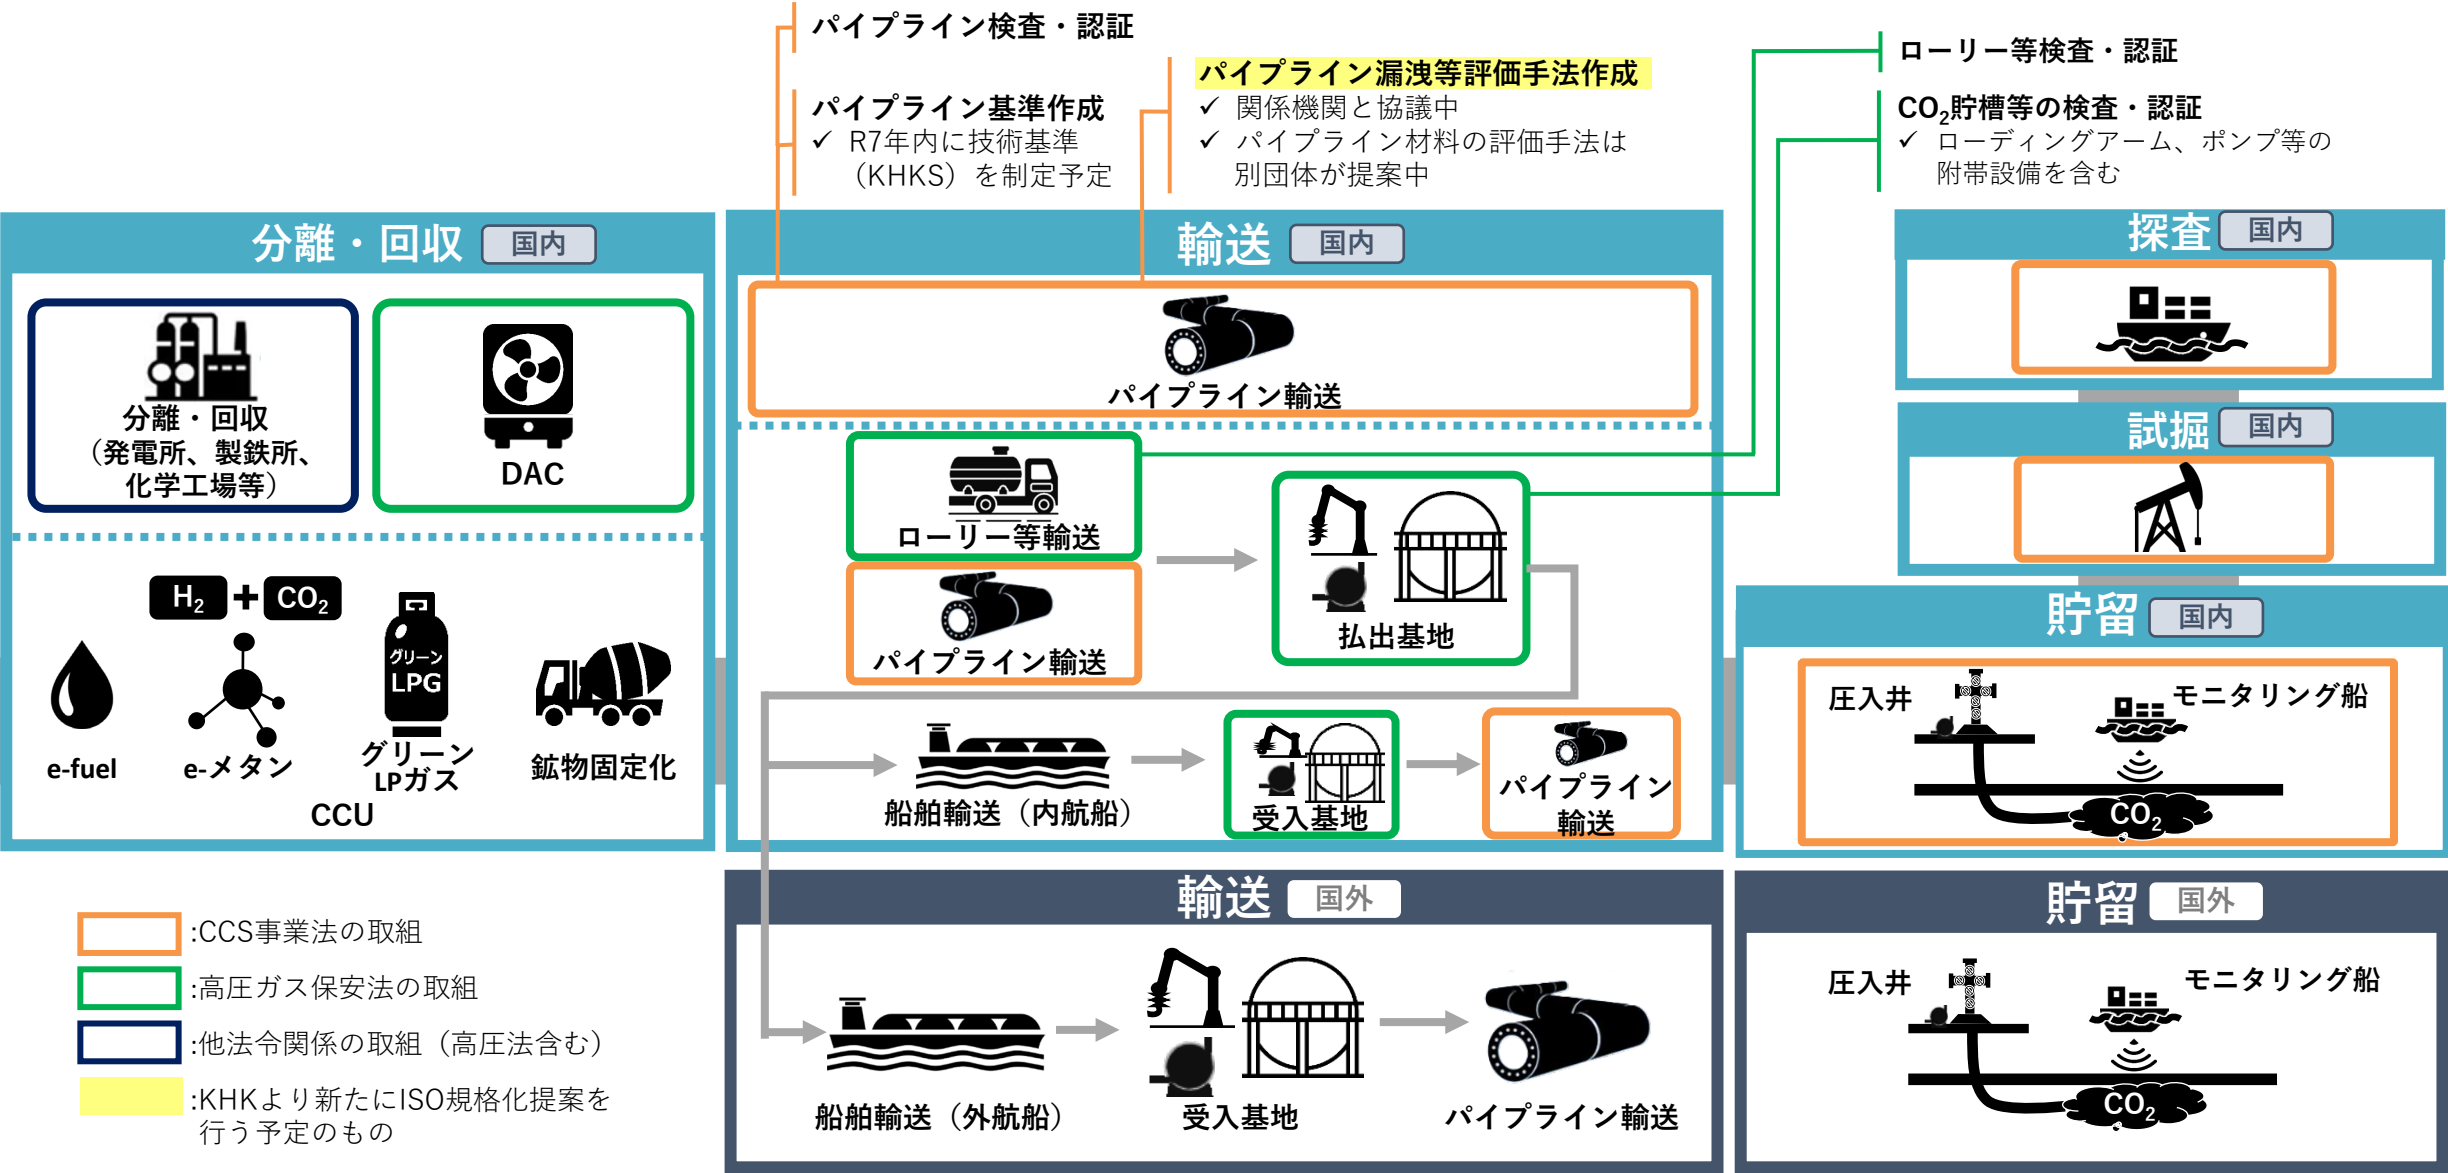 パイプライン検査・認証
パイプライン基準作成
✓ R7年内に技術基準
（KHKS）を制定予定
パイプライン漏洩等評価手法作成
✓ 関係機関と協議中
✓ パイプライン材料の評価手法は
別団体が提案中
ローリー等検査・認証
CO₂貯槽等の検査・認証
✓ ローディングアーム、ポンプ等の
附帯設備を含む
分離・回収 国内
分離・回収
（発電所、製鉄所、
化学工場等）
DAC
H₂ + CO₂
グリーン
LPG
e-fuel
e-メタン
グリーン
LPガス
鉱物固定化
CCU
輸送 国内
パイプライン輸送
ローリー等輸送
パイプライン輸送
払出基地
船舶輸送（内航船）
受入基地
パイプライン
輸送
探査 国内
試掘 国内
貯留 国内
圧入井
モニタリング船
CO₂
輸送 国外
船舶輸送（外航船）
受入基地
パイプライン輸送
貯留 国外
圧入井
モニタリング船
CO₂
:CCS事業法の取組
:高圧ガス保安法の取組
:他法令関係の取組（高圧法含む）
:KHKより新たにISO規格化提案を
行う予定のもの